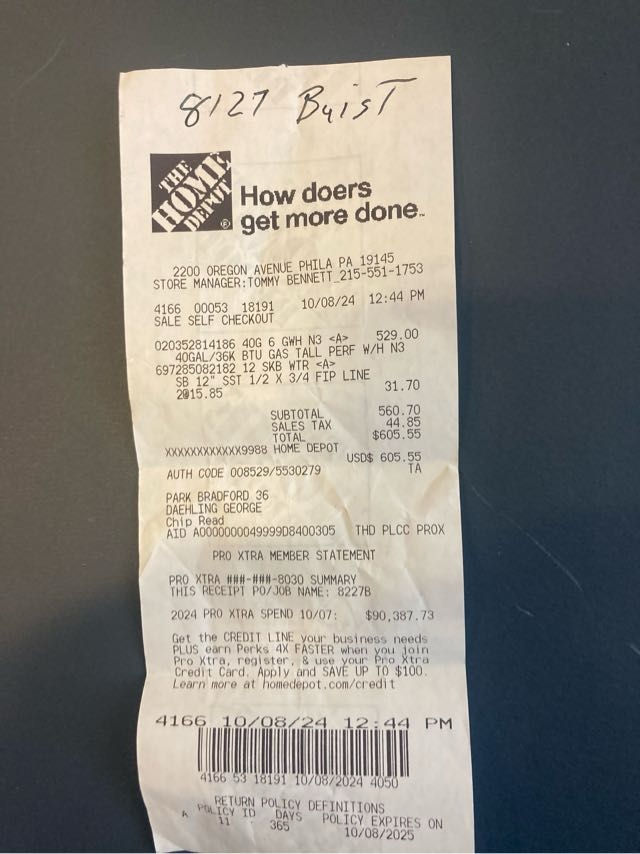 8127 Buist
THE
HOME
DEPOT
How doers
get more done.
2200 OREGON AVENUE PHILA PA 19145
STORE MANAGER:TOMMY BENNETT 215-551-1753
4166 00053 18191 10/08/24 12:44 PM
SALE SELF CHECKOUT
020352814186 40G 6 GWH N3 <A> 529.00
40GAL/36K BTU GAS TALL PERF W/H N3
697285082182 12 SKB WTR <A>
SB 12" SST 1/2 X 3/4 FIP LINE
2@15.85 31.70
SUBTOTAL 560.70
SALES TAX 44.85
TOTAL $605.55
XXXXXXXXXXXX9988 HOME DEPOT
USD$ 605.55
AUTH CODE 008529/5530279 TA
PARK BRADFORD 36
DAEHLING GEORGE
Chip Read
AID A0000000049999D8400305 THD PLCC PROX
PRO XTRA MEMBER STATEMENT
PRO XTRA ###-###-8030 SUMMARY
THIS RECEIPT PO/JOB NAME: 8227B
2024 PRO XTRA SPEND 10/07: $90,387.73
Get the CREDIT LINE your business needs
PLUS earn Perks 4X FASTER when you join
Pro Xtra, register, & use your Pro Xtra
Credit Card. Apply and SAVE UP TO $100.
Learn more at homedepot.com/credit
4166 10/08/24 12:44 PM
4166 53 18191 10/08/2024 4050
RETURN POLICY DEFINITIONS
POLICY ID DAYS POLICY EXPIRES ON
A 11 365 10/08/2025